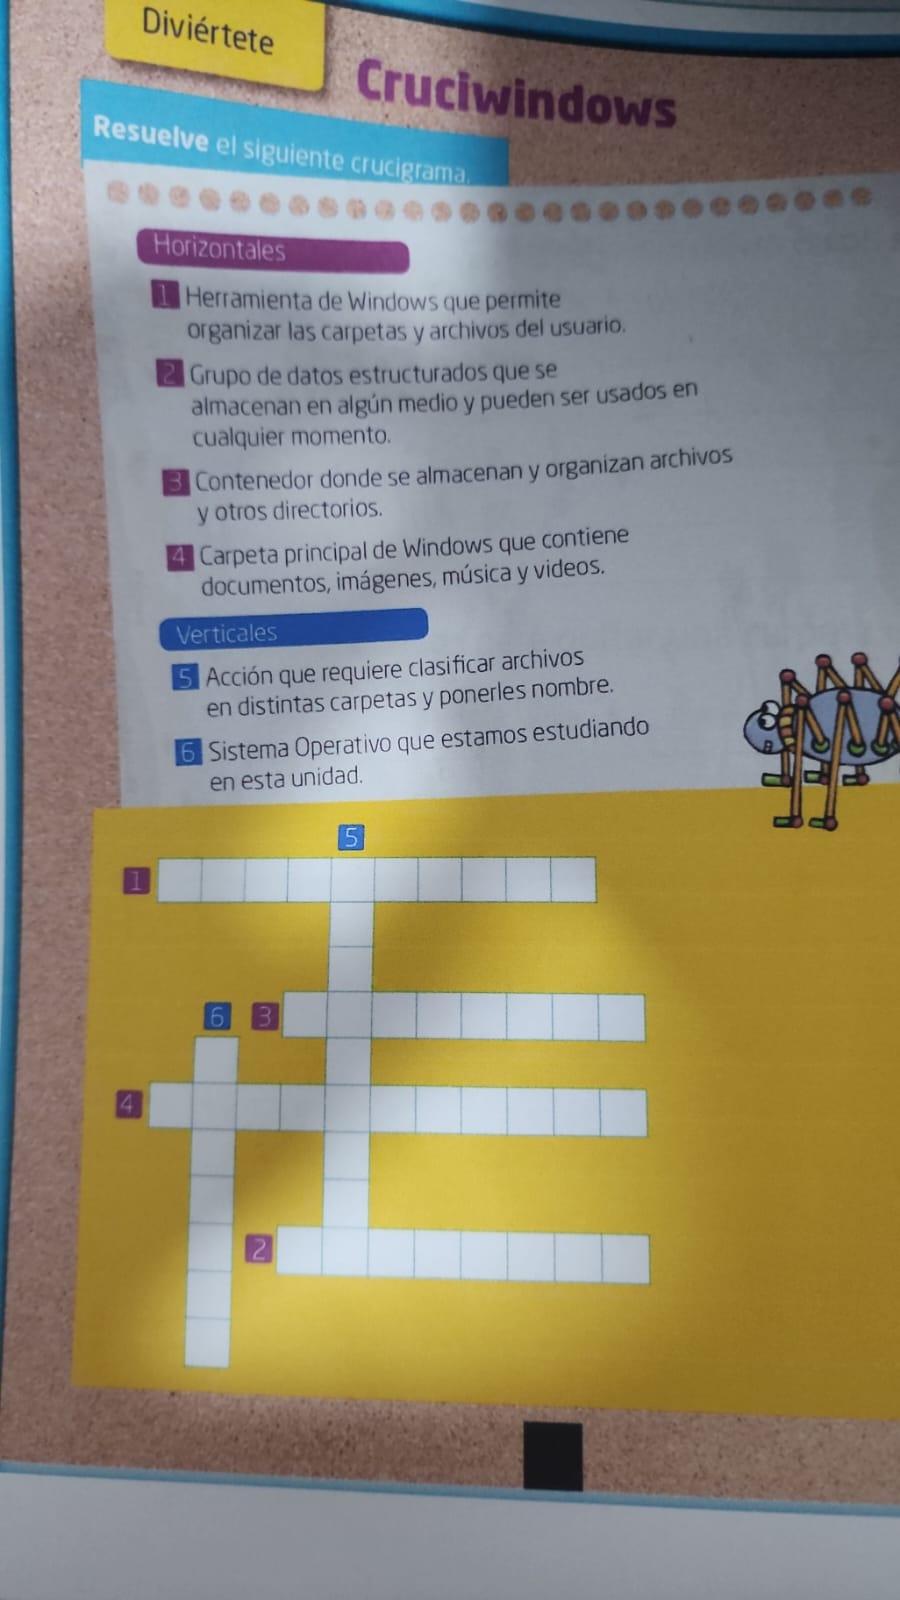 Diviértete
Cruciwindows
Resuelve el siguiente crucigrama.
Horizontales
1 Herramienta de Windows que permite
organizar las carpetas y archivos del usuario.
2 Grupo de datos estructurados que se
almacenan en algún medio y pueden ser usados en
cualquier momento.
3 Contenedor donde se almacenan y organizan archivos
y otros directorios.
4 Carpeta principal de Windows que contiene
documentos, imágenes, música y videos.
Verticales
5 Acción que requiere clasificar archivos
en distintas carpetas y ponerles nombre.
6 Sistema Operativo que estamos estudiando
en esta unidad.
5
1
6 3
4
2